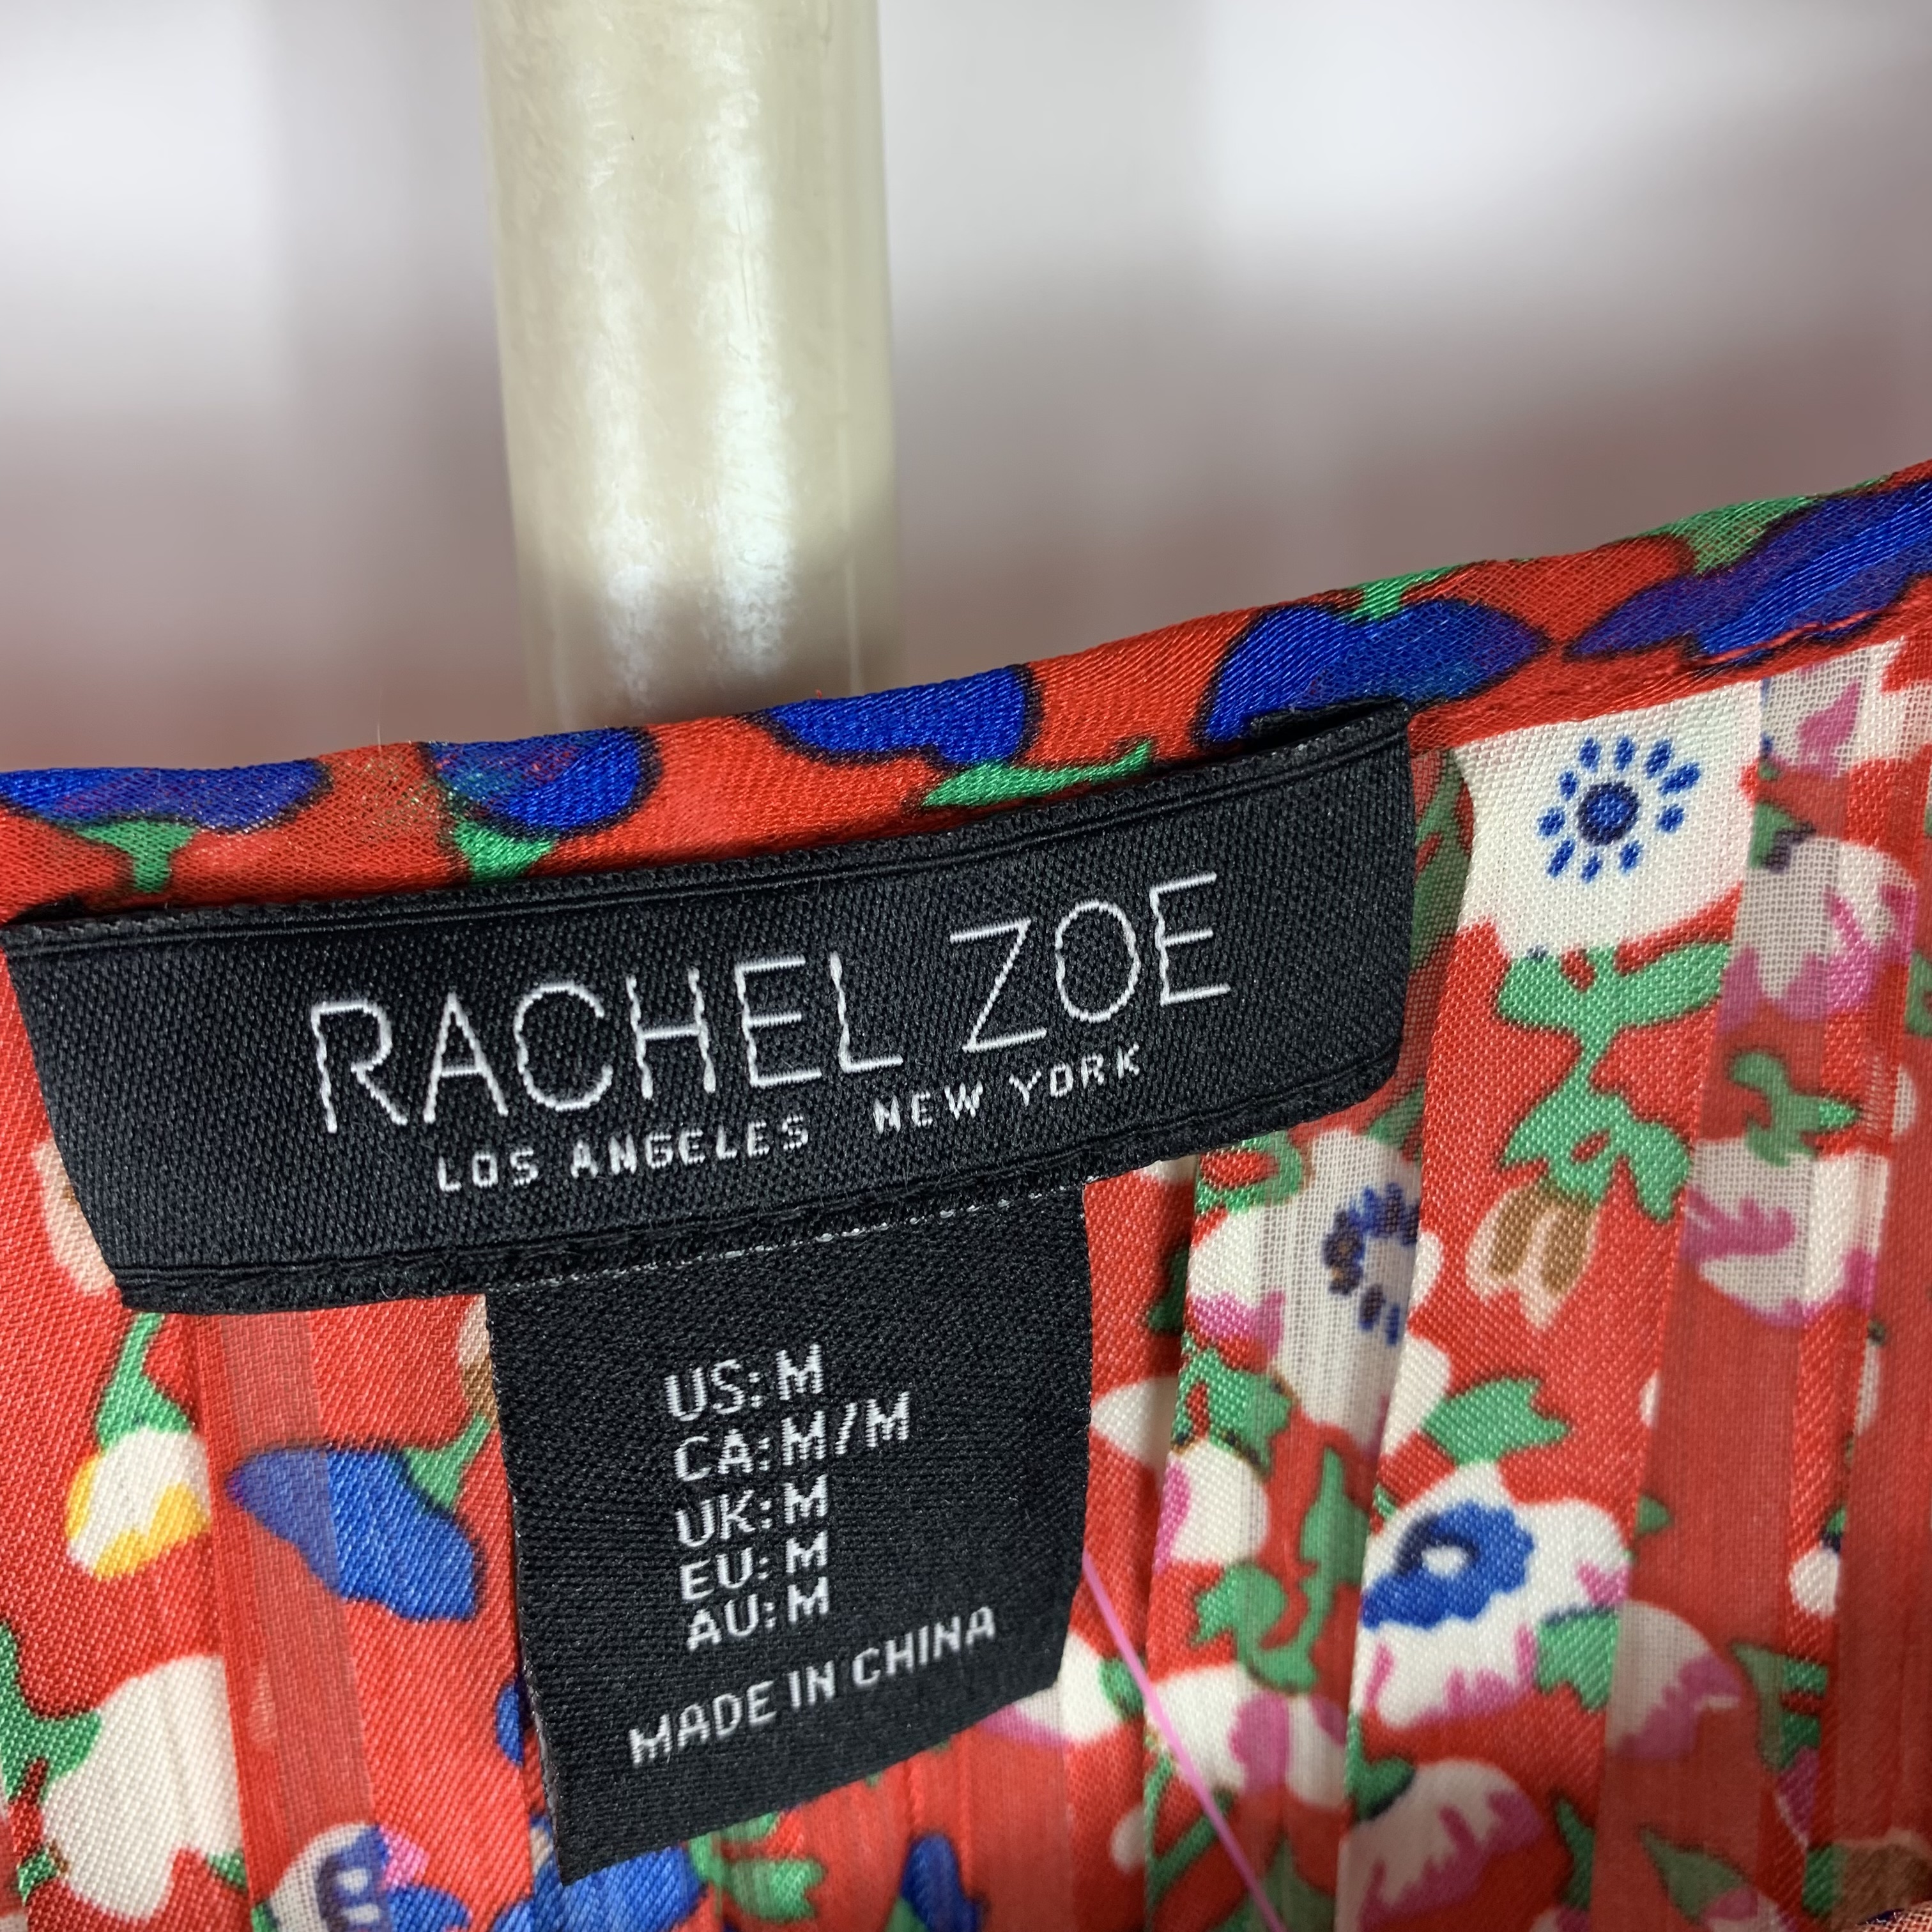 RACHEL ZOE
LOS ANGELES NEW YORK
US: M
CA: M/M
UK: M
EU: M
AU: M
MADE IN CHINA